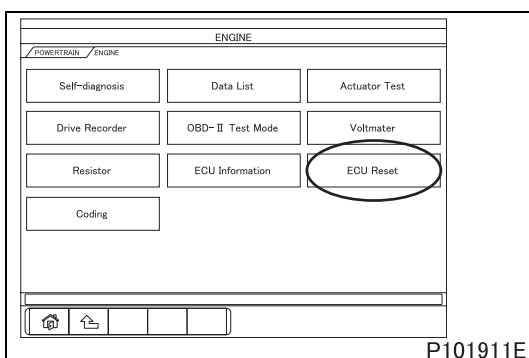 ENGINE
POWERTRAIN ENGINE
Self-diagnosis Data List Actuator Test
Drive Recorder OBD-Ⅱ Test Mode Voltmater
Resistor ECU Information ECU Reset
Coding
P101911E